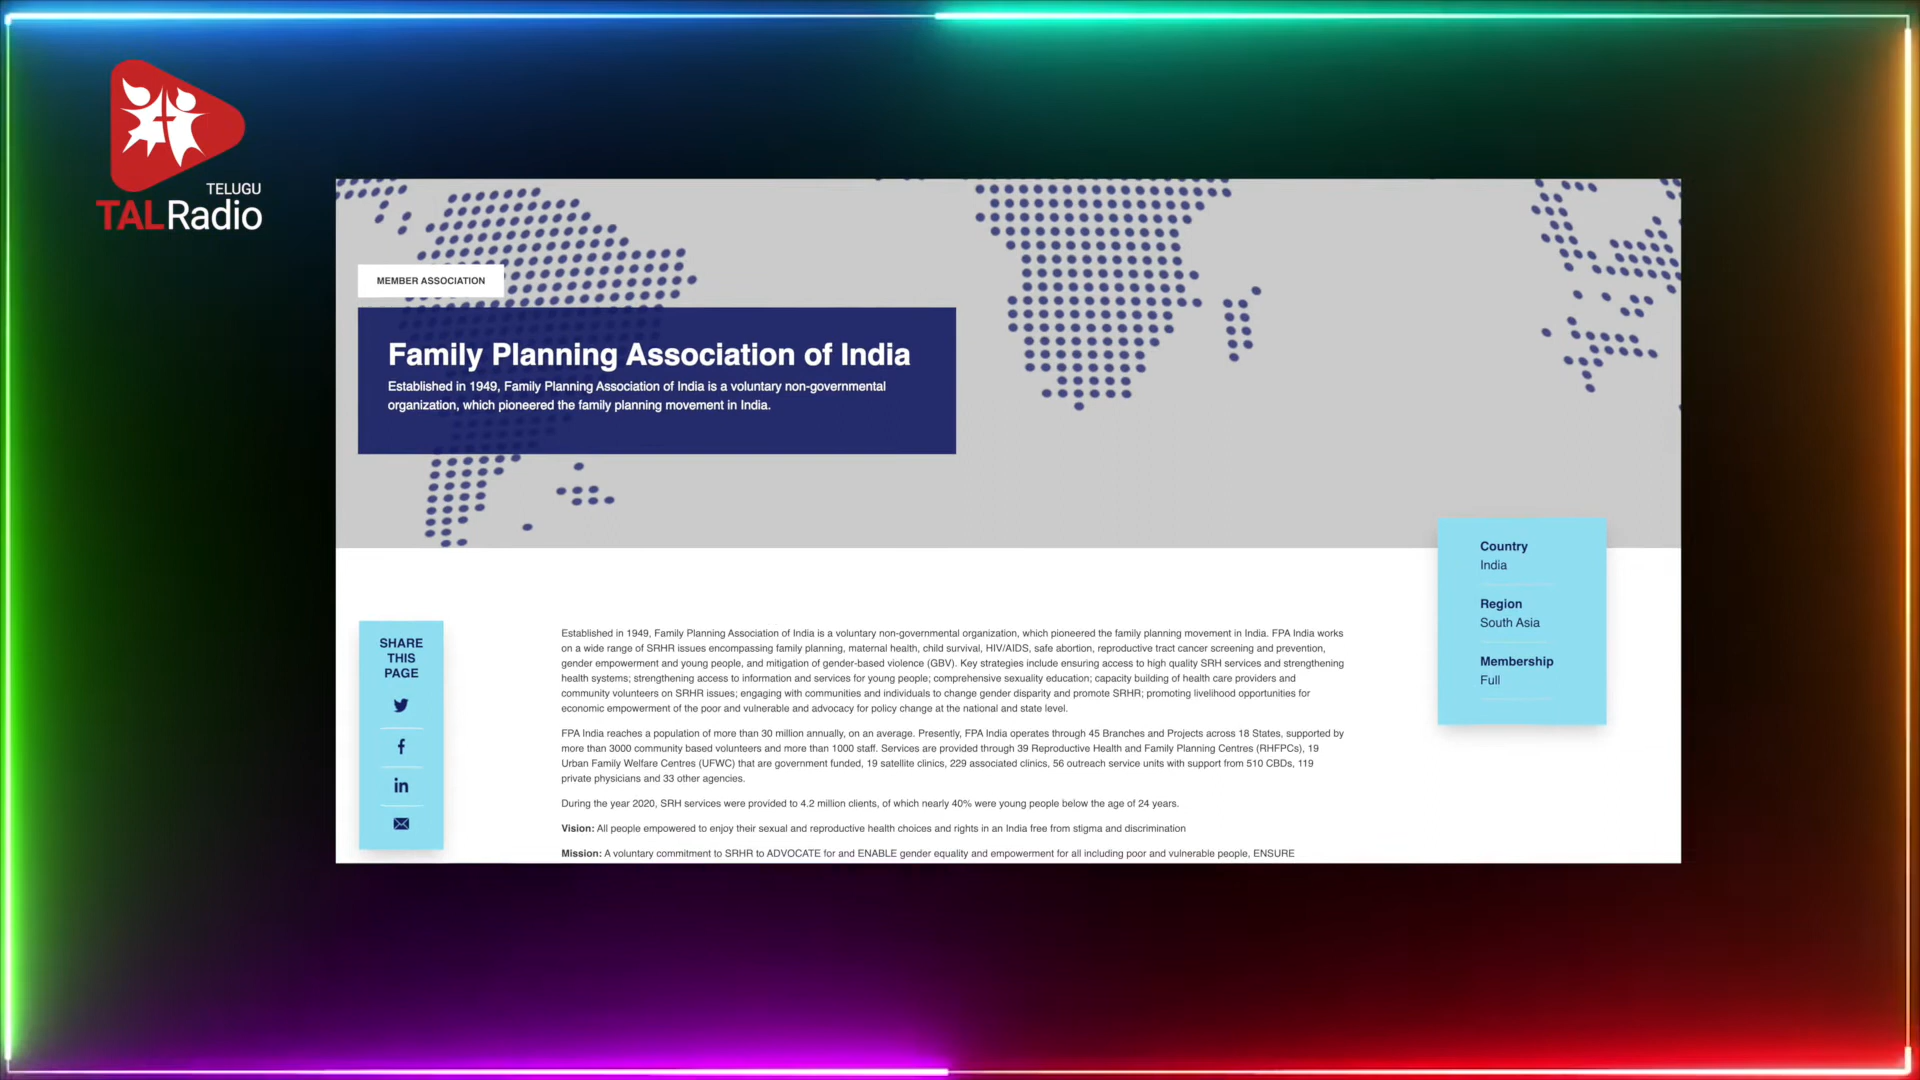 TELUGU
TALRadio
MEMBER ASSOCIATION
Family Planning Association of India
Established in 1949, Family Planning Association of India is a voluntary non-governmental
organization, which pioneered the family planning movement in India.
Country
India
Region
South Asia
Membership
Full
SHARE
THIS
PAGE
Established in 1949, Family Planning Association of India is a voluntary non-governmental organization, which pioneered the family planning movement in India. FPA India works
on a wide range of SRHR issues encompassing family planning, maternal health, child survival, HIV/AIDS, safe abortion, reproductive tract cancer screening and prevention,
gender empowerment and young people, and mitigation of gender-based violence (GBV). Key strategies include ensuring access to high quality SRH services and strengthening
health systems; strengthening access to information and services for young people; comprehensive sexuality education; capacity building of health care providers and
community volunteers on SRHR issues; engaging with communities and individuals to change gender disparity and promote SRHR; promoting livelihood opportunities for
economic empowerment of the poor and vulnerable and advocacy for policy change at the national and state level.
FPA India reaches a population of more than 30 million annually, on an average. Presently, FPA India operates through 45 Branches and Projects across 18 States, supported by
more than 3000 community based volunteers and more than 1000 staff. Services are provided through 39 Reproductive Health and Family Planning Centres (RHFPCs), 19
Urban Family Welfare Centres (UFWC) that are government funded, 19 satellite clinics, 229 associated clinics, 56 outreach service units with support from 510 CBDs, 119
private physicians and 33 other agencies.
During the year 2020, SRH services were provided to 4.2 million clients, of which nearly 40% were young people below the age of 24 years.
Vision: All people empowered to enjoy their sexual and reproductive health choices and rights in an India free from stigma and discrimination
Mission: A voluntary commitment to SRHR to ADVOCATE for and ENABLE gender equality and empowerment for all including poor and vulnerable people, ENSURE